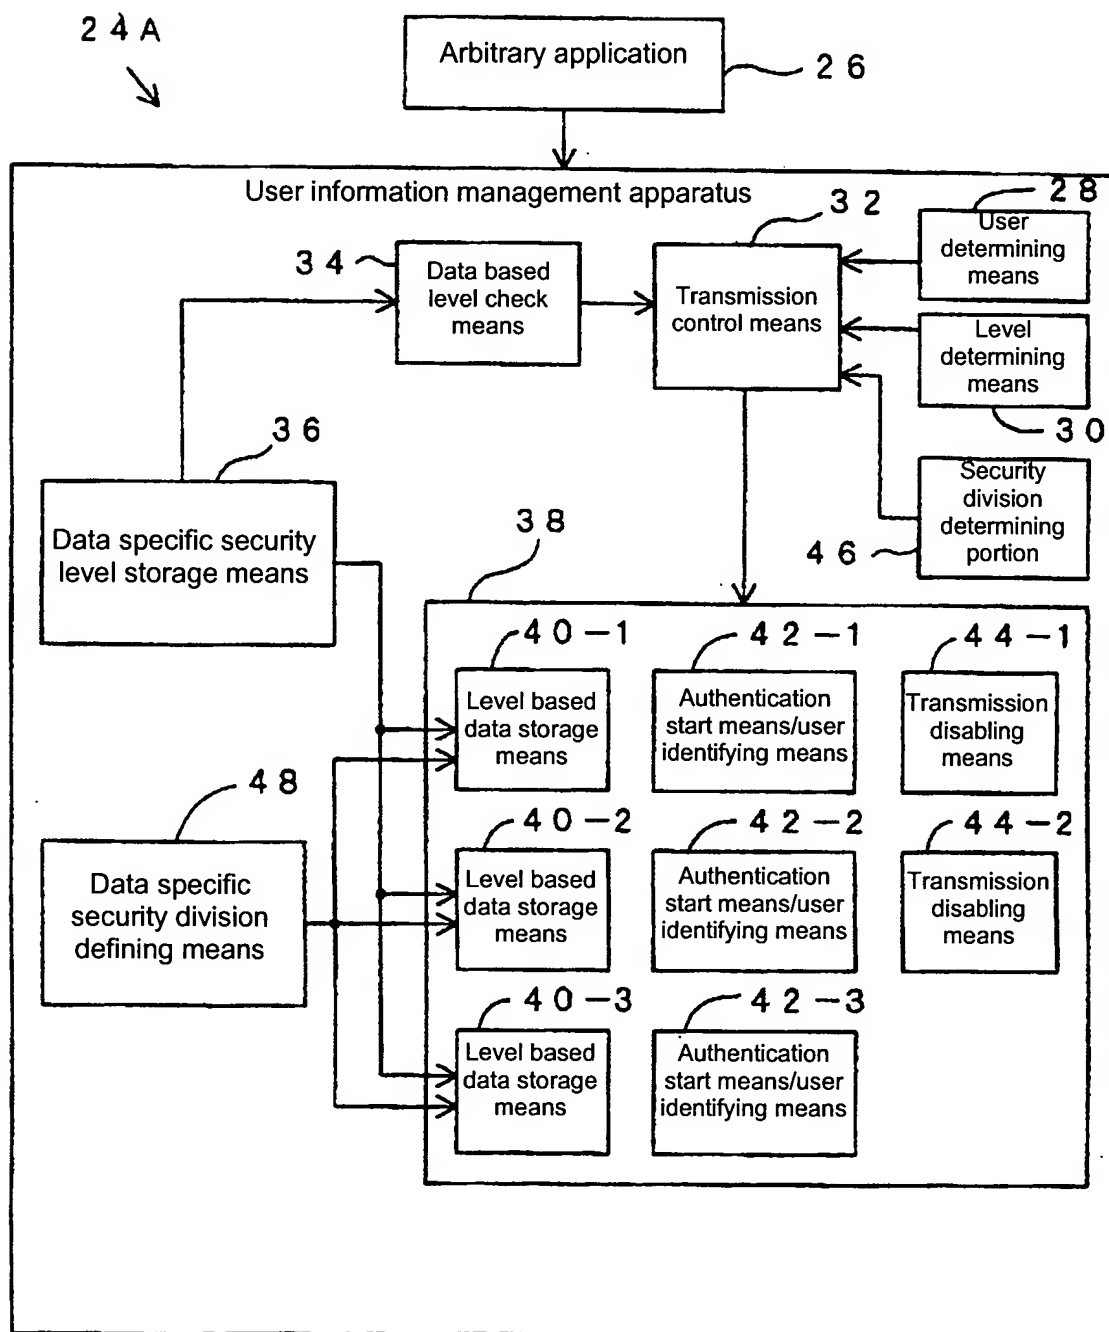 24A
Arbitrary application
26
User information management apparatus
28
User
determining
means
32
34
Data based
level check
means
Transmission
control means
Level
determining
means
30
36
Data specific security
level storage means
Security
division
determining
portion
46
38
40-1
Level based
data storage
means
42-1
Authentication
start means/user
identifying means
44-1
Transmission
disabling
means
48
Data specific
security division
defining means
40-2
Level based
data storage
means
42-2
Authentication
start means/user
identifying means
44-2
Transmission
disabling
means
40-3
Level based
data storage
means
42-3
Authentication
start means/user
identifying means